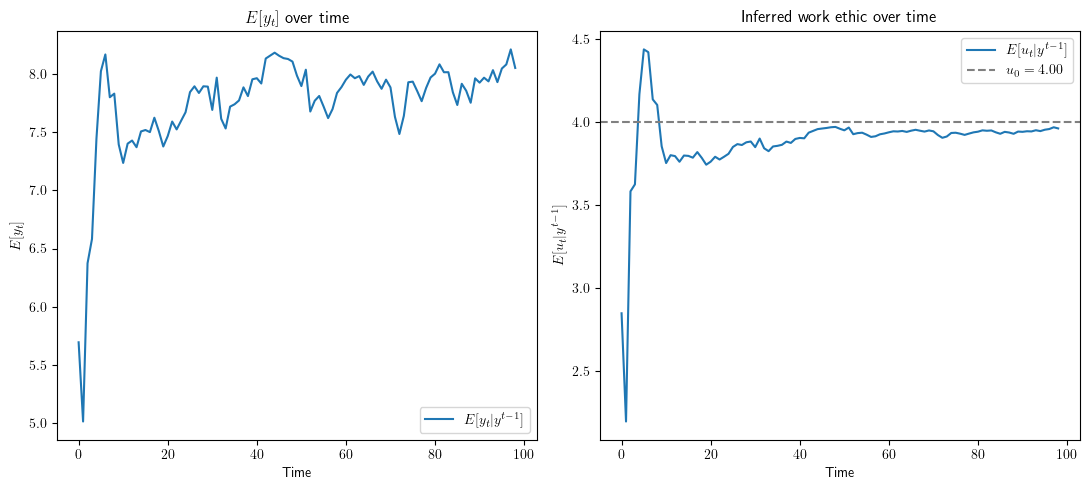 E[y_t] over time
E[y_t]
8.0
7.5
7.0
6.5
6.0
5.5
5.0
0
20
40
60
80
100
Time
E[y_t|y^{t-1}]
Inferred work ethic over time
E[u_t|y^{t-1}]
4.5
4.0
3.5
3.0
2.5
0
20
40
60
80
100
Time
E[u_t|y^{t-1}]
u_0 = 4.00